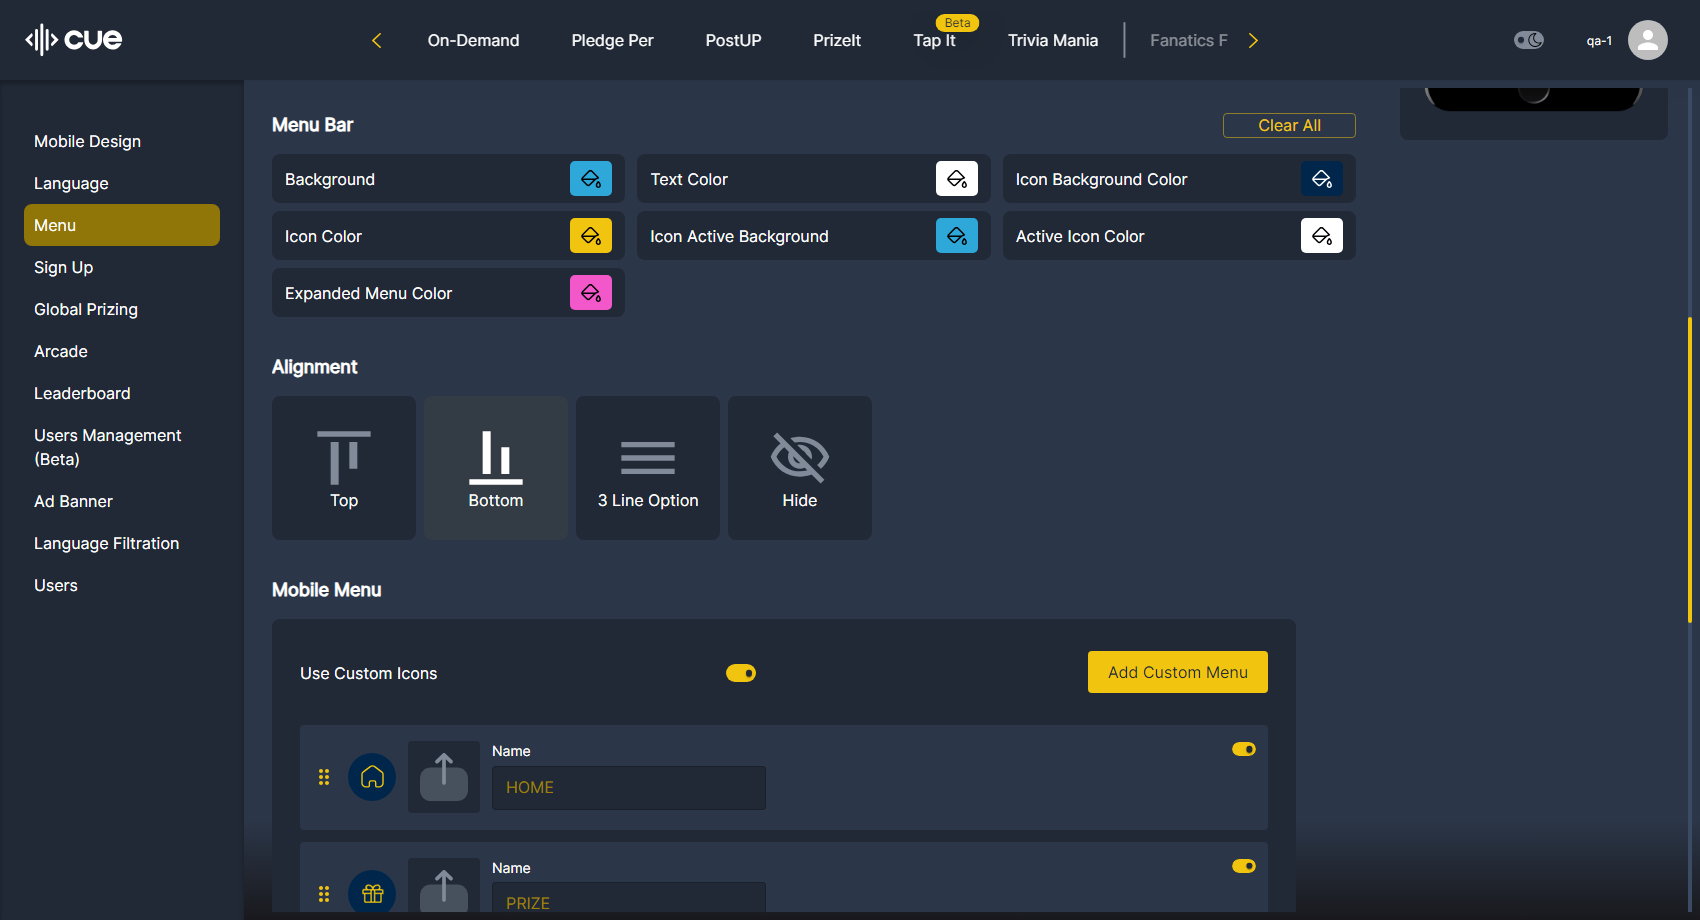 cue
On-Demand
Pledge Per
PostUP
PrizeIt
Beta
Tap It
Trivia Mania
Fanatics F
qa-1
Mobile Design
Language
Menu
Sign Up
Global Prizing
Arcade
Leaderboard
Users Management
(Beta)
Ad Banner
Language Filtration
Users
Menu Bar
Clear All
Background
Text Color
Icon Background Color
Icon Color
Icon Active Background
Active Icon Color
Expanded Menu Color
Alignment
Top
Bottom
3 Line Option
Hide
Mobile Menu
Use Custom Icons
Add Custom Menu
Name
HOME
Name
PRIZE